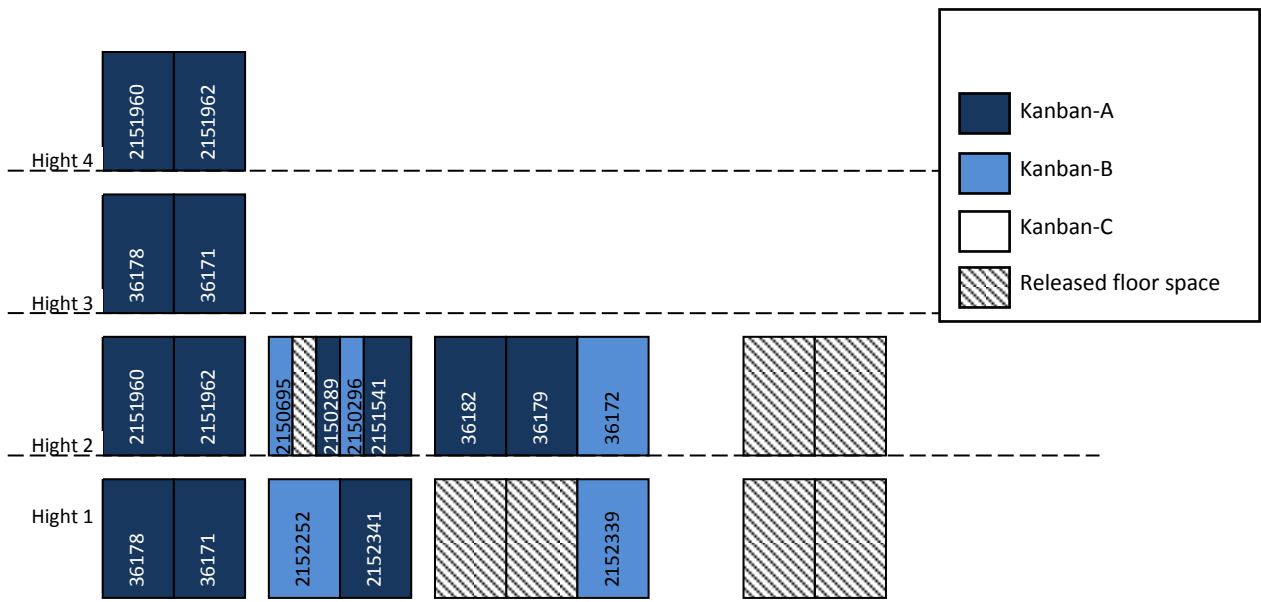 2151960
2151962
Hight 4
36178
36171
Hight 3
2151960
2151962
2150695
2150289
2150296
2151541
36182
36179
36172
Hight 2
Hight 1
36178
36171
2152252
2152341
2152339
Kanban-A
Kanban-B
Kanban-C
Released floor space